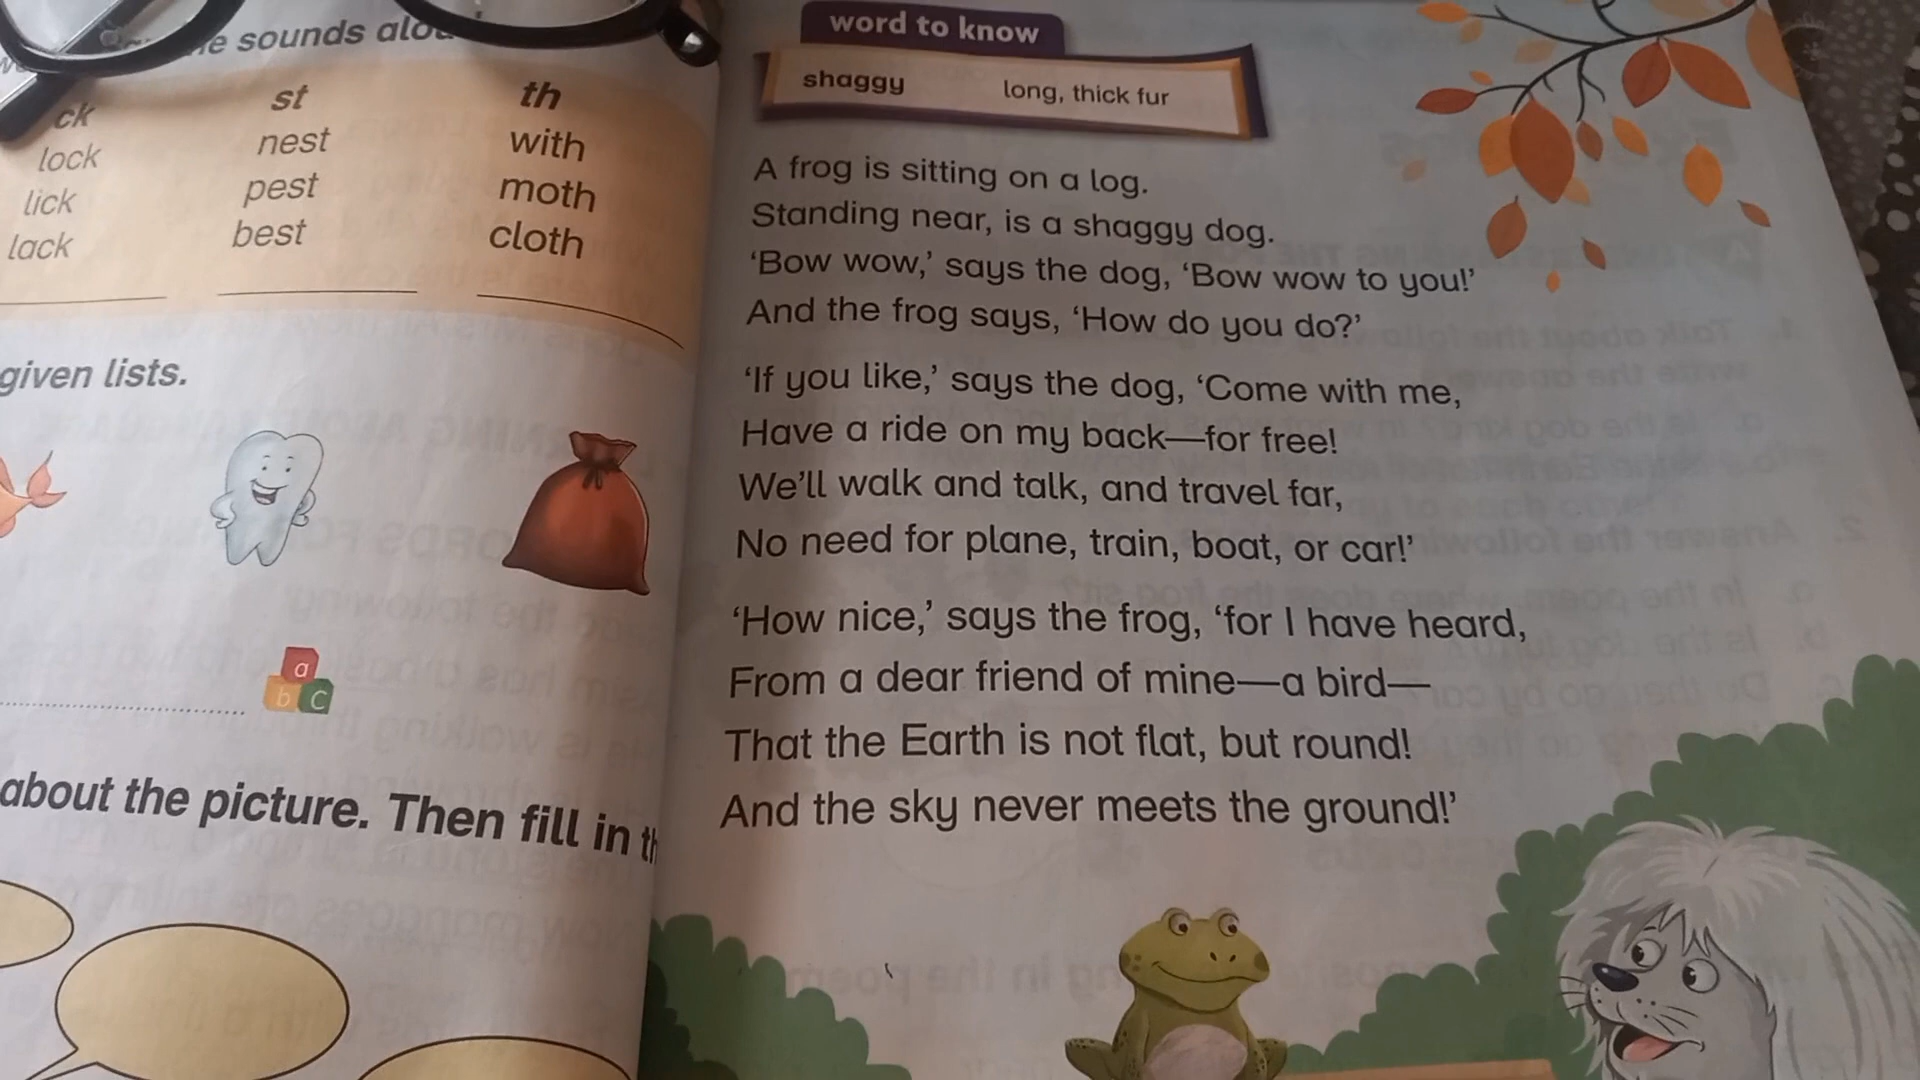 sounds
ck st th
lock nest with
lick pest moth
lack best cloth
given lists.
a
b c
about the picture. Then fill in
word to know
shaggy long, thick fur
A frog is sitting on a log.
Standing near, is a shaggy dog.
‘Bow wow,’ says the dog, ‘Bow wow to you!’
And the frog says, ‘How do you do?’
‘If you like,’ says the dog, ‘Come with me,
Have a ride on my back—for free!
We’ll walk and talk, and travel far,
No need for plane, train, boat, or car!’
‘How nice,’ says the frog, ‘for I have heard,
From a dear friend of mine—a bird—
That the Earth is not flat, but round!
And the sky never meets the ground!’